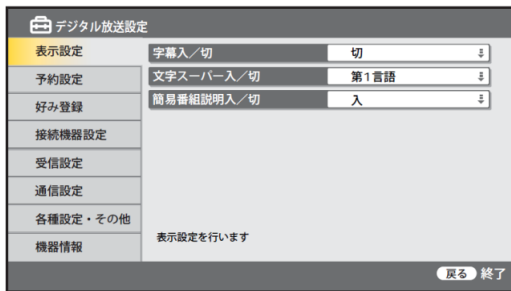 デジタル放送設定
表示設定
予約設定
好み登録
接続機器設定
受信設定
通信設定
各種設定・その他
機器情報
字幕入／切 切
文字スーパー入／切 第1言語
簡易番組説明入／切 入
表示設定を行います
戻る 終了